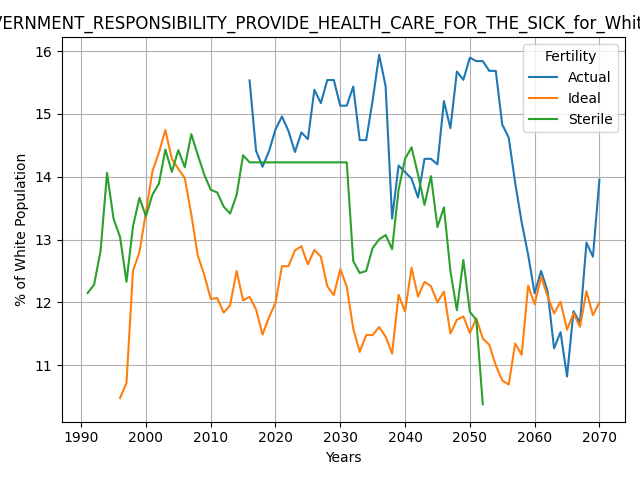 VERNMENT_RESPONSIBILITY_PROVIDE_HEALTH_CARE_FOR_THE_SICK_for_Whit
Fertility
Actual
Ideal
Sterile
% of White Population
16
15
14
13
12
11
1990 2000 2010 2020 2030 2040 2050 2060 2070
Years